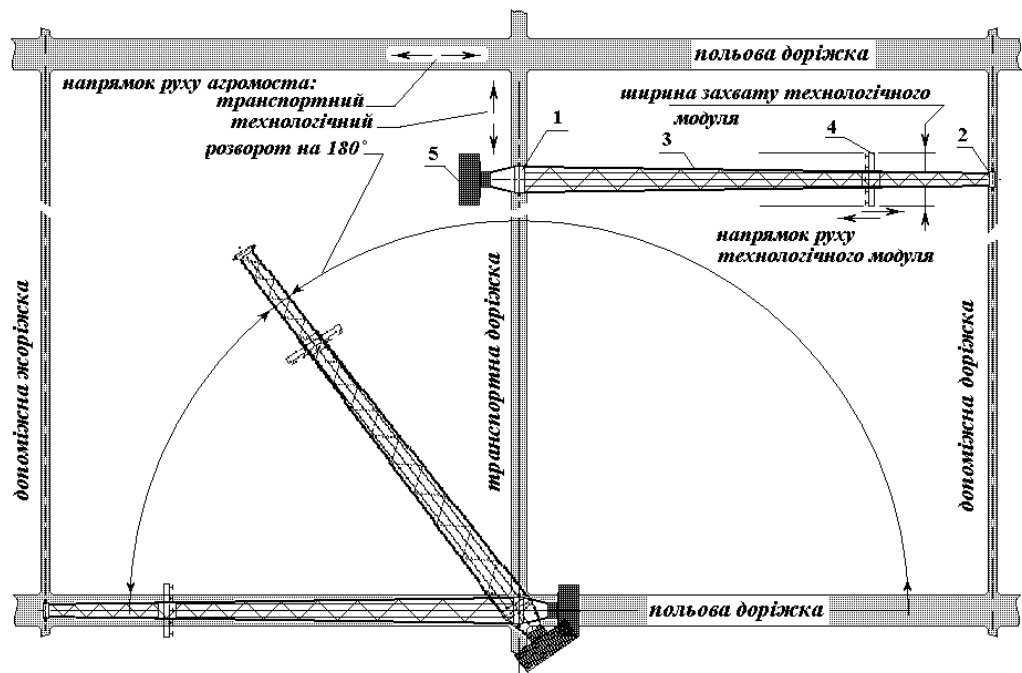 польова доріжка
напрямок руху агромоста:
транспортний
технологічний
розворот на 180°
ширина захвату технологічного
модуля
1
2
3
4
5
напрямок руху
технологічного модуля
допоміжна жоріжка
транспортна доріжка
допоміжна доріжка
польова доріжка